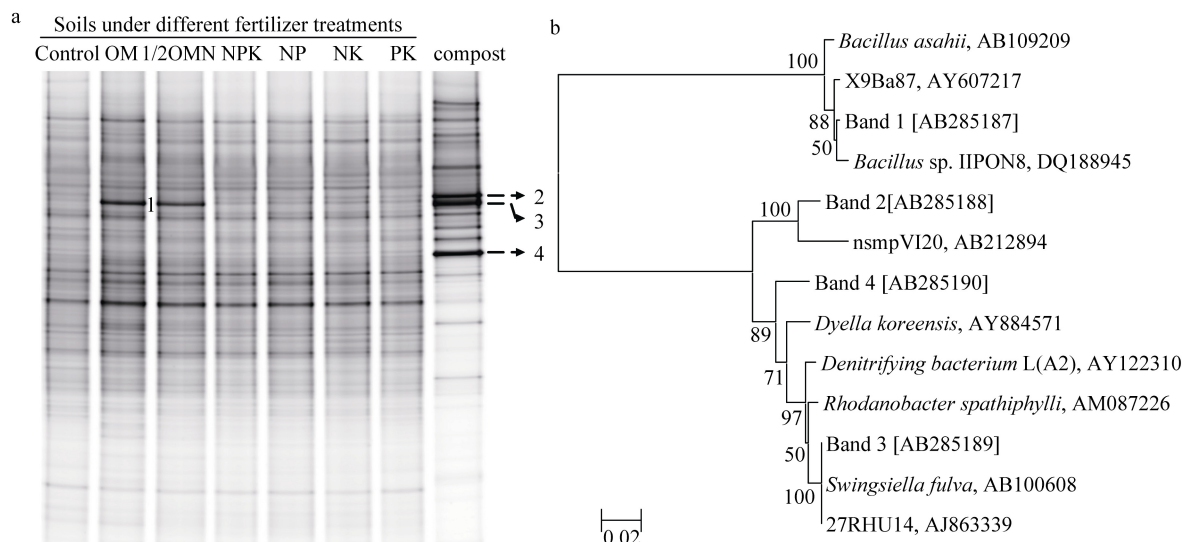 a
Soils under different fertilizer treatments
Control OM 1/2OMN NPK NP NK PK compost
1
2
3
4
b
100
Bacillus asahii, AB109209
X9Ba87, AY607217
88
Band 1 [AB285187]
50
Bacillus sp. IIPON8, DQ188945
100
Band 2[AB285188]
nsmpVI20, AB212894
Band 4 [AB285190]
89
Dyella koreensis, AY884571
71
Denitrifying bacterium L(A2), AY122310
97
Rhodanobacter spathiphylli, AM087226
50
Band 3 [AB285189]
100
Swingsiella fulva, AB100608
27RHU14, AJ863339
0.02